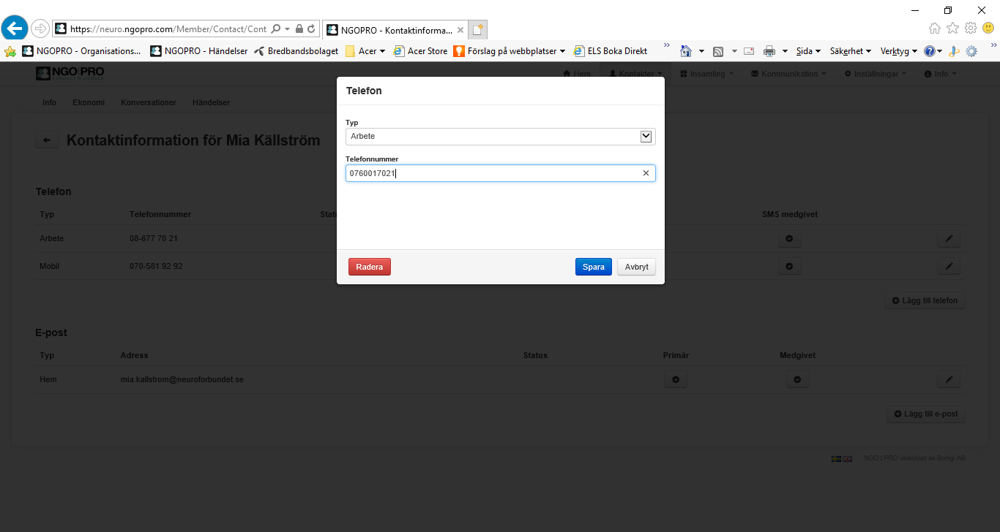 https://neuro.ngopro.com/Member/Contact/Cont
NGOPRO - Kontaktinforma...
NGOPRO - Organisations...
NGOPRO - Händelser
Bredbandsbolaget
Acer
Acer Store
Förslag på webbplatser
ELS Boka Direkt
Sida
Säkerhet
Verktyg
NGO|PRO
Hem
Kontakter
Insamling
Kommunikation
Inställningar
Info
Info
Ekonomi
Konversationer
Händelser
Kontaktinformation för Mia Källström
Telefon
Typ
Arbete
Telefonnummer
0760017021
Radera
Spara
Avbryt
Telefon
Typ Telefonnummer Stat SMS medgivet
Arbete 08-677 70 21
Mobil 070-581 92 92
Lägg till telefon
E-post
Typ Adress Status Primär Medgivet
Hem mia.kallstrom@neuroforbundet.se
Lägg till e-post
NGO | PRO utvecklas av Bonigi AB